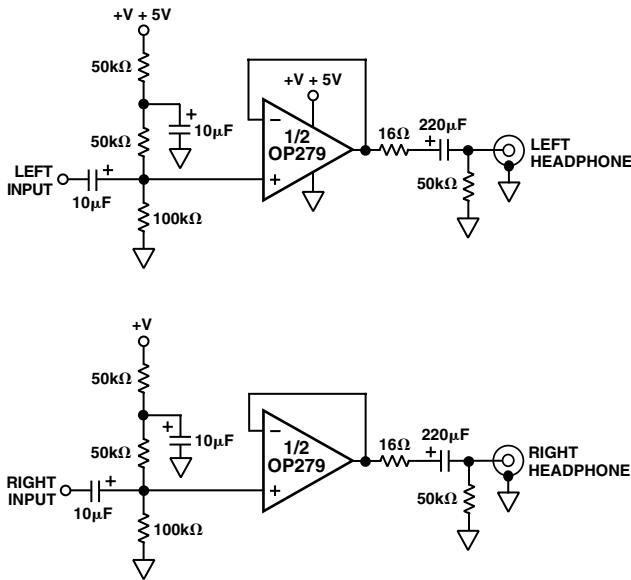 +V + 5V
50kΩ
+V + 5V
50kΩ
+
10μF
−
1/2
OP279
16Ω
220μF
+
LEFT
HEADPHONE
LEFT
INPUT
+
10μF
+
50kΩ
100kΩ
+V
50kΩ
50kΩ
+
10μF
−
1/2
OP279
16Ω
220μF
+
RIGHT
HEADPHONE
RIGHT
INPUT
+
10μF
+
50kΩ
100kΩ